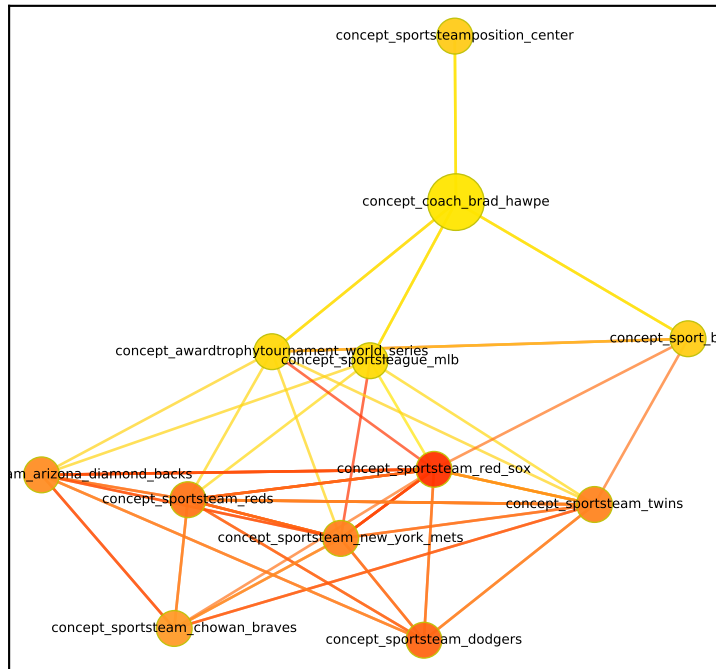 concept_sportsteamposition_center
concept_coach_brad_hawpe
concept_sport_b
concept_awardtrophytournament_world_series
concept_sportsleague_mlb
concept_sportsteam_red_sox
am_arizona_diamond_backs
concept_sportsteam_reds
concept_sportsteam_twins
concept_sportsteam_new_york_mets
concept_sportsteam_chowan_braves
concept_sportsteam_dodgers